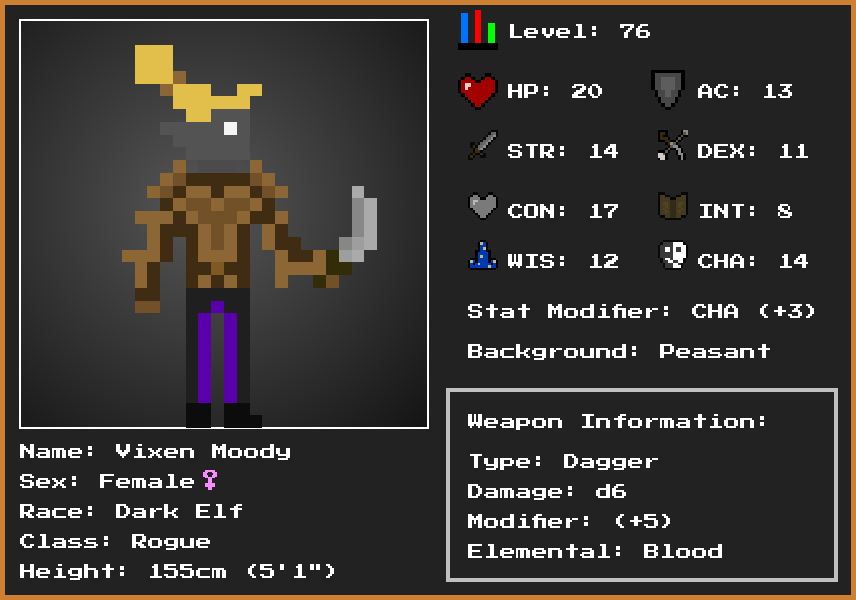 Level: 76
HP: 20 AC: 13
STR: 14 DEX: 11
CON: 17 INT: 8
WIS: 12 CHA: 14
Stat Modifier: CHA (+3)
Background: Peasant
Weapon Information:
Type: Dagger
Damage: d6
Modifier: (+5)
Elemental: Blood
Name: Vixen Moody
Sex: Female♀
Race: Dark Elf
Class: Rogue
Height: 155cm (5'1")